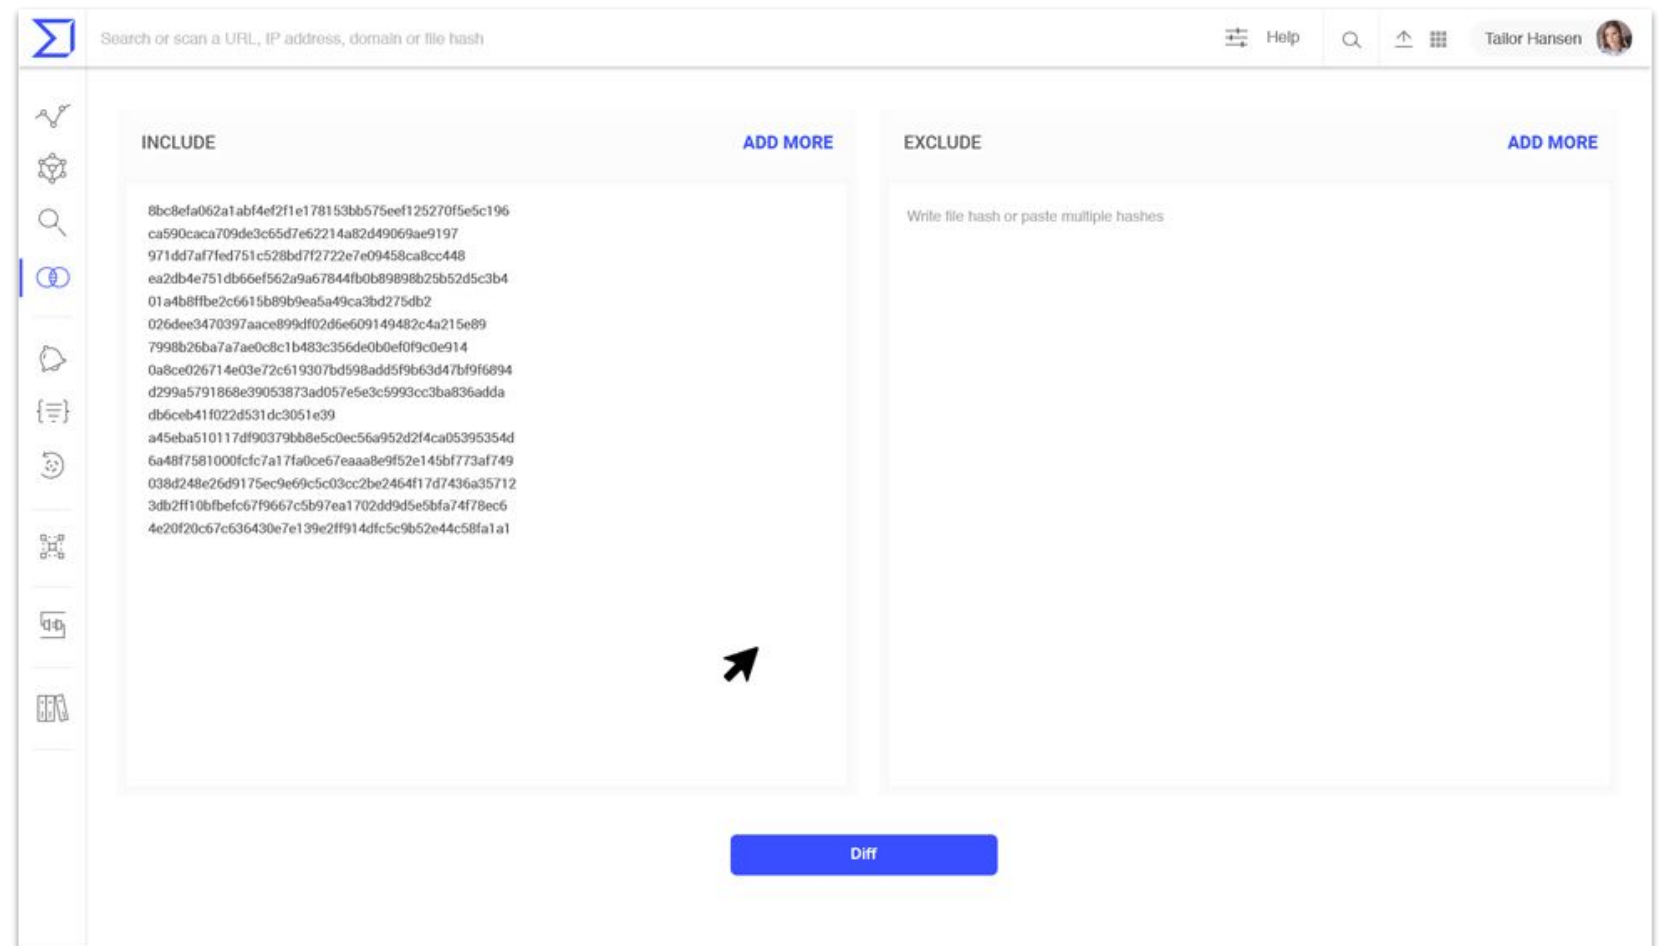 Search or scan a URL, IP address, domain or file hash
Help
Tailor Hansen
INCLUDE
ADD MORE
EXCLUDE
ADD MORE
8bc8efa062a1abf4ef2f1e178153bb575eef125270f5e5c196
ca590caca709de3c65d7e62214a82d49069ae9197
971dd7af7fed751c528bd7f2722e7e09458ca8cc448
ea2db4e751db66ef562a9a67844fb0b89898b25b52d5c3b4
01a4b8ffbe2c6615b89b9ea5a49ca3bd275db2
026dee3470397aace899df02d6e609149482c4a215e89
7998b26ba7a7ae0c8c1b483c356de0b0ef0f9c0e914
0a8ce026714e03e72c619307bd598add5f9b63d47bf9f6894
d299a5791868e39053873ad057e5e3c5993cc3ba836adda
db6ceb41f022d531dc3051e39
a45eba510117df90379bb8e5c0ec56a952d2f4ca05395354d
6a48f7581000fcfc7a17fa0ce67eaaa8e9f52e145bf773af749
038d248e26d9175ec9e69c5c03cc2be2464f17d7436a35712
3db2ff10bfbefc67f9667c5b97ea1702dd9d5e5bfa74f78ec6
4e20f20c67c636430e7e139e2ff914dfc5c9b52e44c58fa1a1
Write file hash or paste multiple hashes
Diff